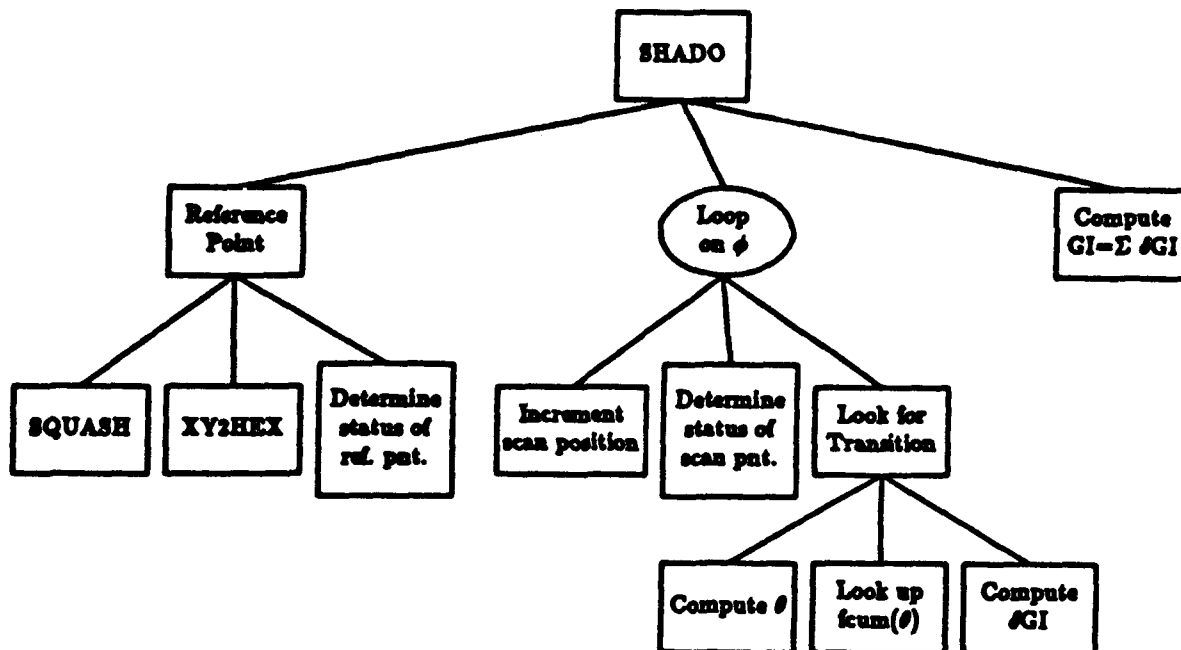 SHADO
Reference
Point
Loop
on ϕ
Compute
GI=Σ δGI
SQUASH
XY2HEX
Determine
status of
ref. pnt.
Increment
scan position
Determine
status of
scan pnt.
Look for
Transition
Compute θ
Look up
fcum(θ)
Compute
δGI